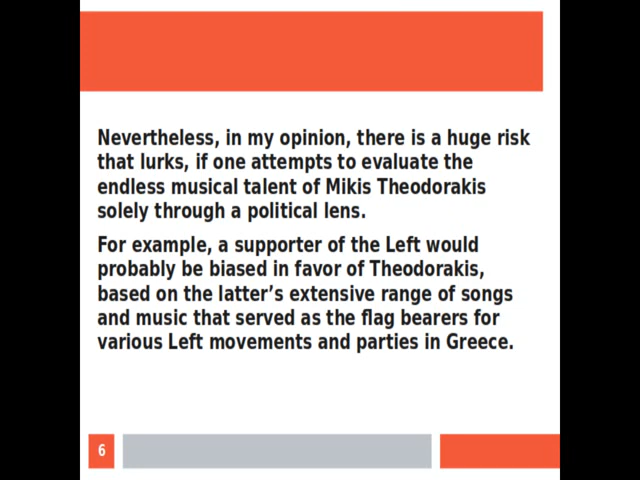 Nevertheless, in my opinion, there is a huge risk
that lurks, if one attempts to evaluate the
endless musical talent of Mikis Theodorakis
solely through a political lens.
For example, a supporter of the Left would
probably be biased in favor of Theodorakis,
based on the latter’s extensive range of songs
and music that served as the flag bearers for
various Left movements and parties in Greece.
6